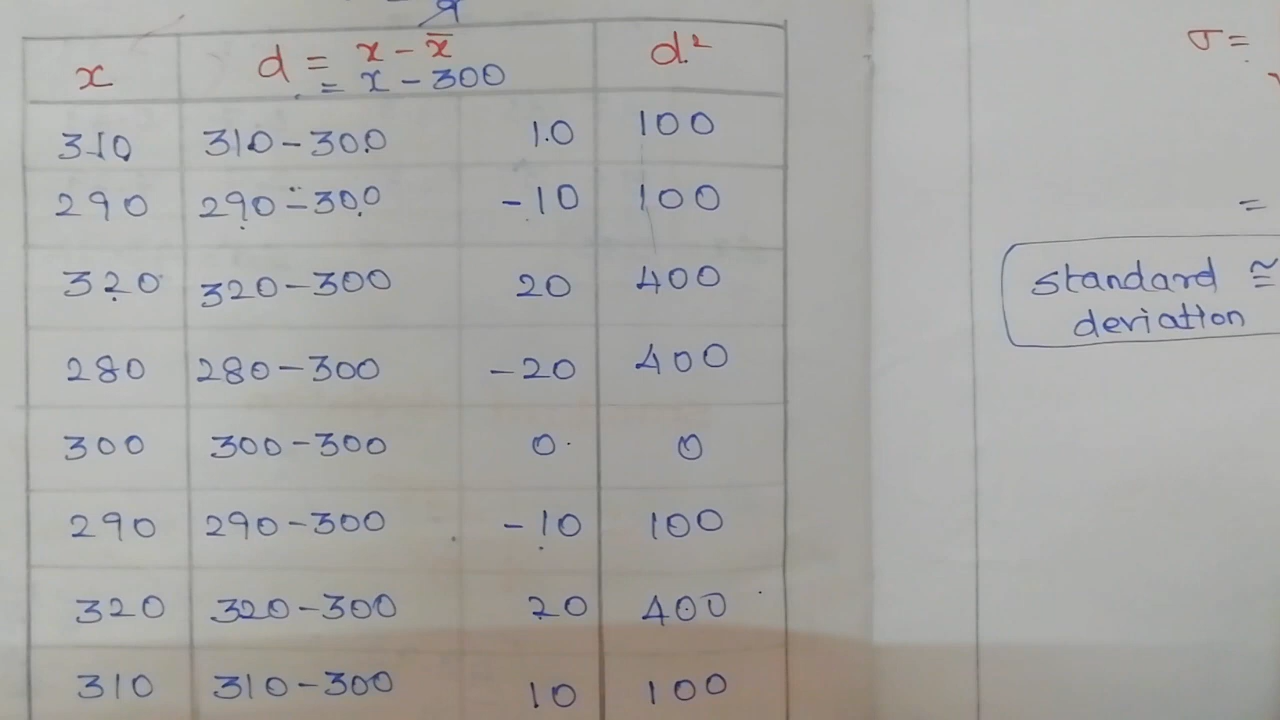 x d = x - x̄ d²
= x - 300
310 310-300 10 100
290 290-300 -10 100
320 320-300 20 400
280 280-300 -20 400
300 300-300 0 0
290 290-300 -10 100
320 320-300 20 400
310 310-300 10 100
σ =
=
standard ≅
deviation